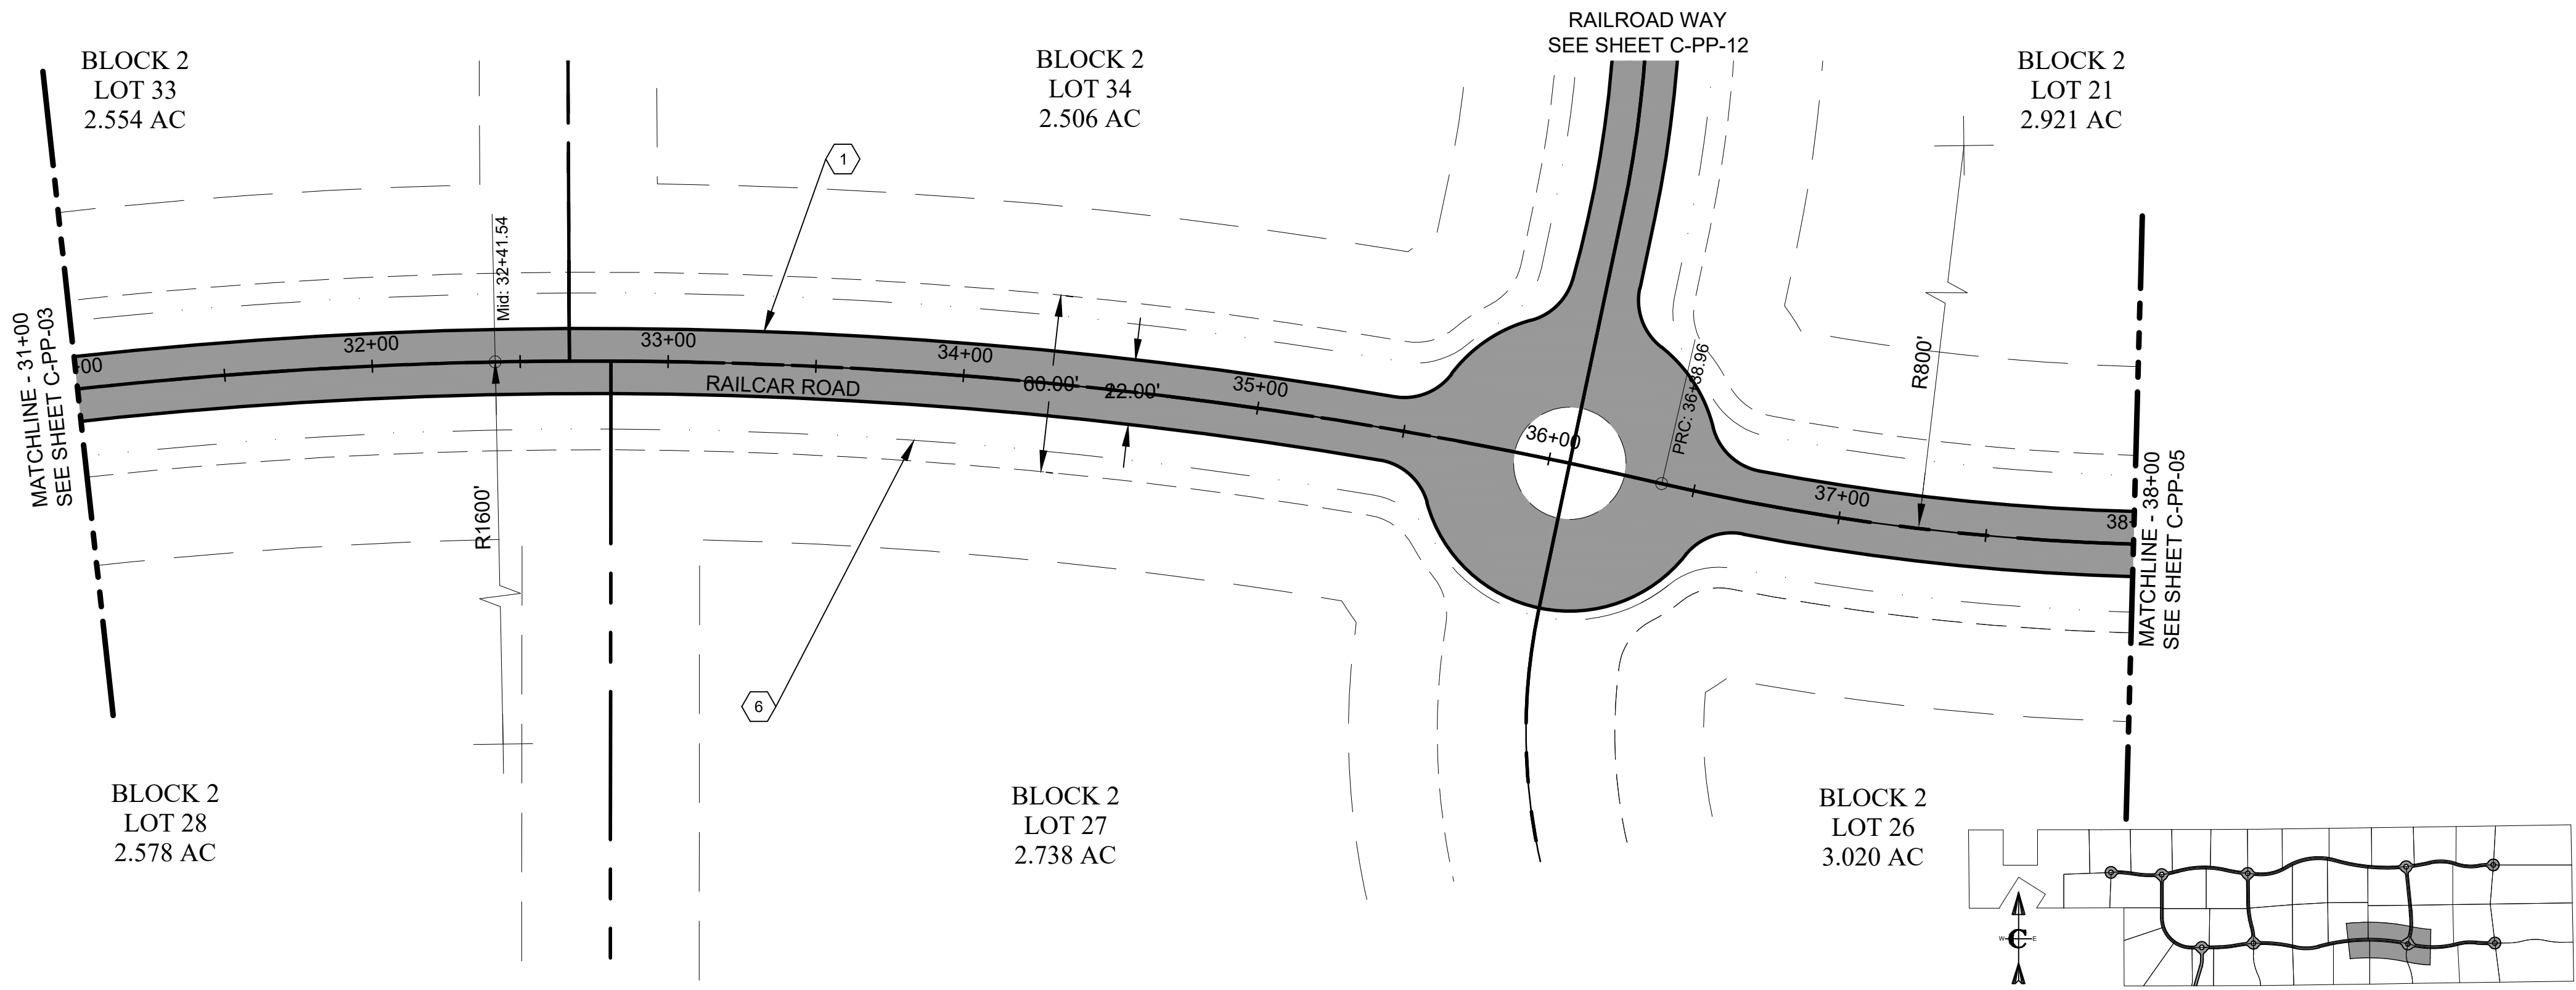 RAILROAD WAY
SEE SHEET C-PP-12
BLOCK 2
LOT 33
2.554 AC
BLOCK 2
LOT 34
2.506 AC
BLOCK 2
LOT 21
2.921 AC
1
Mid: 32+41.54
MATCHLINE - 31+00
SEE SHEET C-PP-03
+00
32+00
33+00
34+00
35+00
36+00
37+00
38+
RAILCAR ROAD
60.00'
22.00'
PRC: 36+38.96
R800'
R1600'
MATCHLINE - 38+00
SEE SHEET C-PP-05
6
BLOCK 2
LOT 28
2.578 AC
BLOCK 2
LOT 27
2.738 AC
BLOCK 2
LOT 26
3.020 AC
W C E